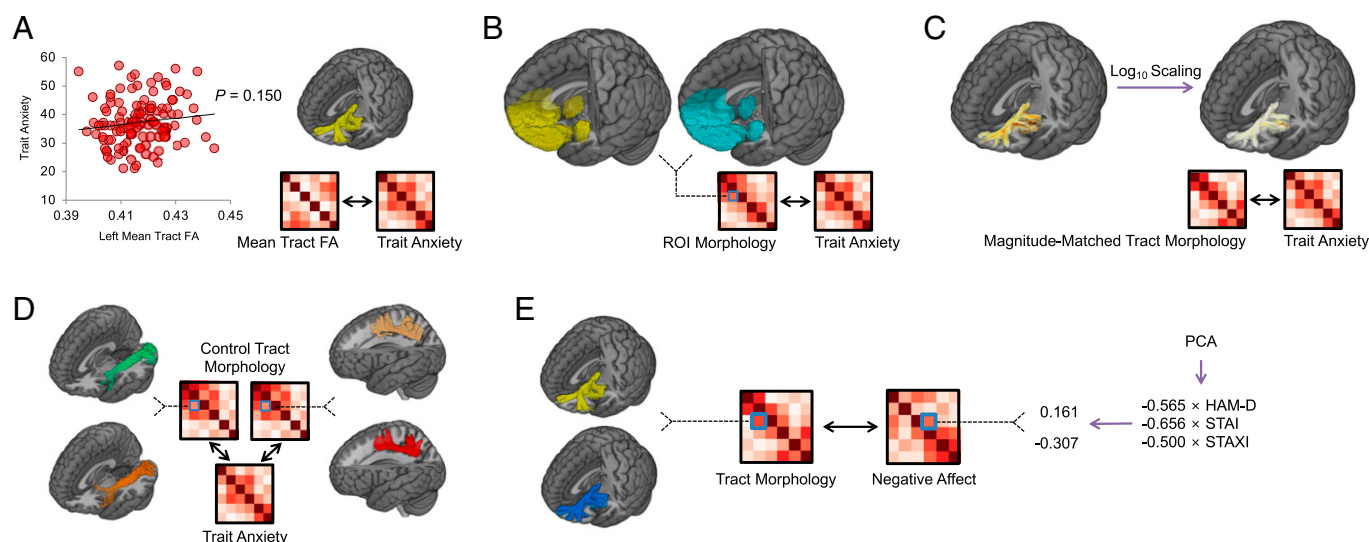 A
Trait Anxiety
60
50
40
30
20
10
0.39
0.41
0.43
0.45
Left Mean Tract FA
P = 0.150
Mean Tract FA
Trait Anxiety
B
ROI Morphology
Trait Anxiety
C
Log10 Scaling
Magnitude-Matched Tract Morphology
Trait Anxiety
D
Control Tract
Morphology
Trait Anxiety
E
Tract Morphology
Negative Affect
0.161
-0.307
PCA
-0.565 × HAM-D
-0.656 × STAI
-0.500 × STAXI